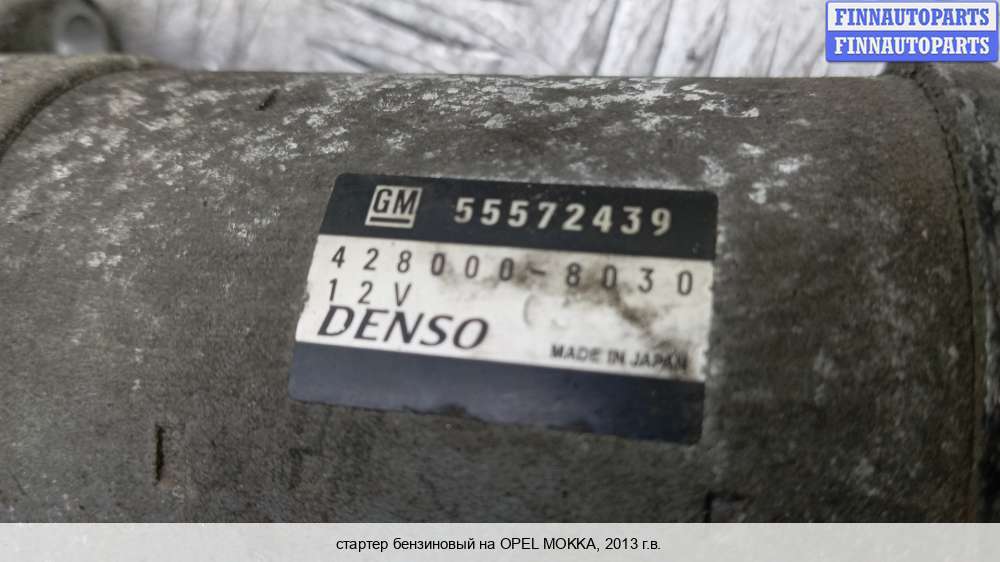 FINNAUTOPARTS
FINNAUTOPARTS
GM 55572439
428000-8030
12V
DENSO
MADE IN JAPAN
стартер бензиновый на OPEL MOKKA, 2013 г.в.